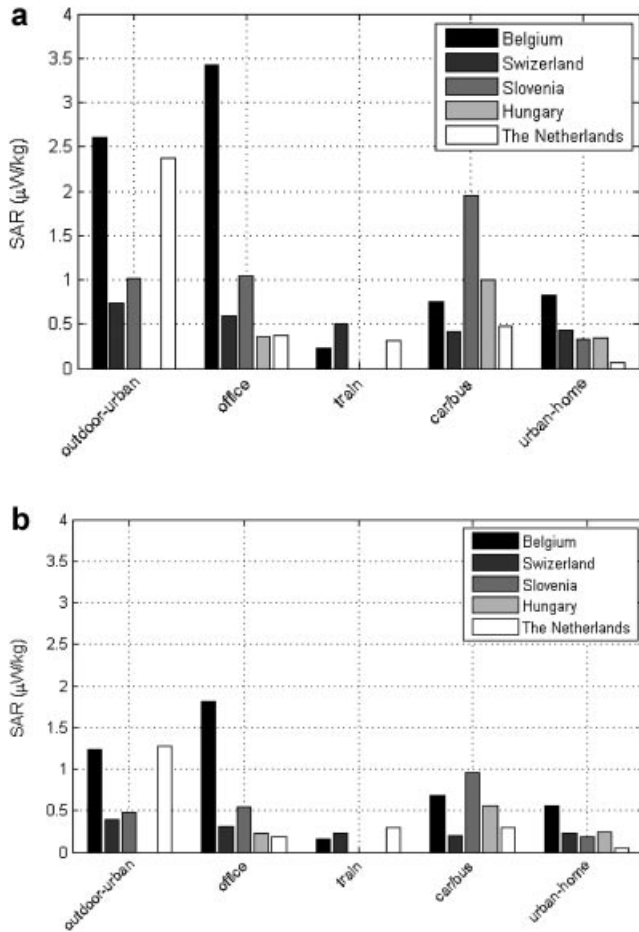 a
4
3.5
3
2.5
2
1.5
1
0.5
0
SAR (µW/kg)
Belgium
Swizerland
Slovenia
Hungary
The Netherlands
outdoor-urban
office
train
car/bus
urban-home
b
4
3.5
3
2.5
2
1.5
1
0.5
0
SAR (µW/kg)
Belgium
Swizerland
Slovenia
Hungary
The Netherlands
outdoor-urban
office
train
car/bus
urban-home